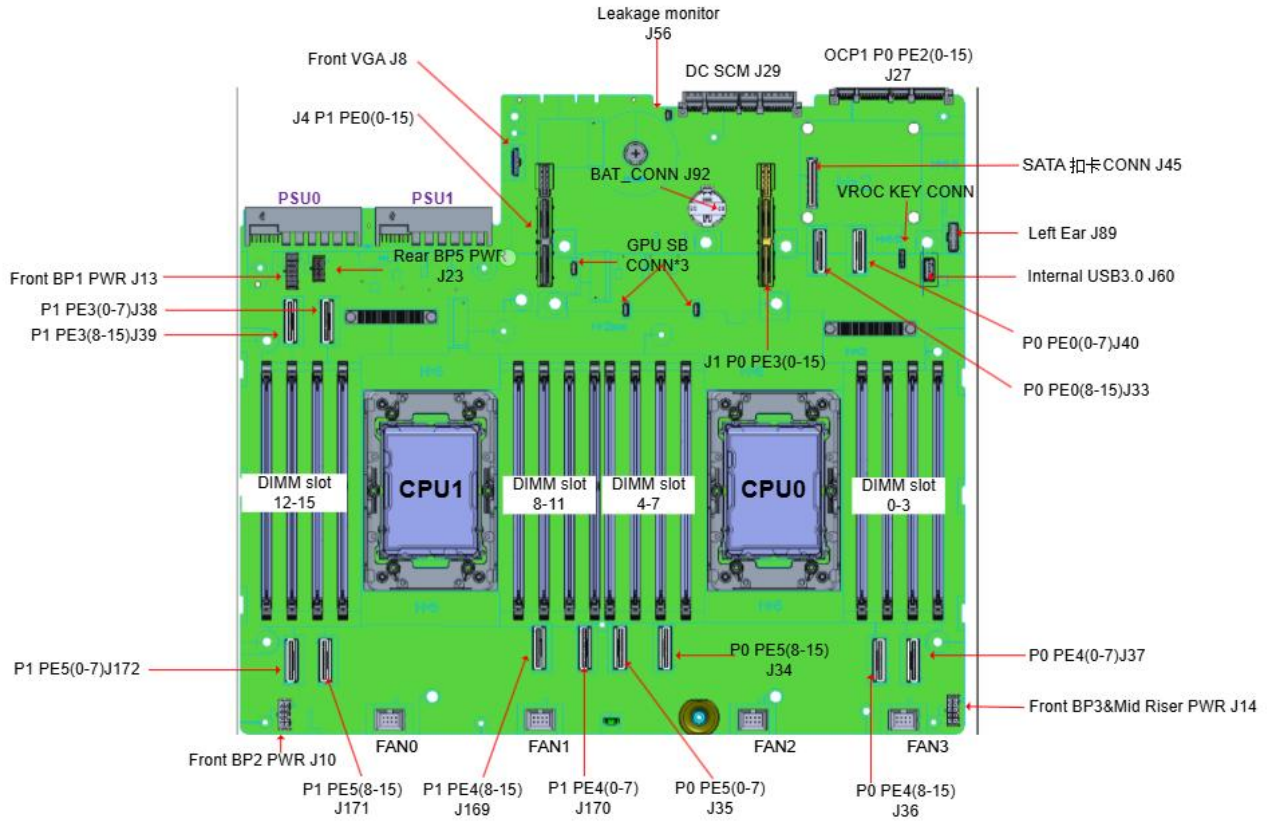 Leakage monitor
J56
Front VGA J8
DC SCM J29
OCP1 P0 PE2(0-15)
J27
J4 P1 PE0(0-15)
SATA 扣卡CONN J45
BAT_CONN J92
VROC KEY CONN
PSU0
PSU1
Left Ear J89
Rear BP5 PWR
J23
GPU SB
CONN*3
Front BP1 PWR J13
Internal USB3.0 J60
P1 PE3(0-7)J38
P1 PE3(8-15)J39
P0 PE0(0-7)J40
J1 P0 PE3(0-15)
P0 PE0(8-15)J33
DIMM slot
12-15
CPU1
DIMM slot
8-11
DIMM slot
4-7
CPU0
DIMM slot
0-3
P1 PE5(0-7)J172
P0 PE5(8-15)
J34
P0 PE4(0-7)J37
Front BP3&Mid Riser PWR J14
FAN0
FAN1
FAN2
FAN3
Front BP2 PWR J10
P1 PE5(8-15)
J171
P1 PE4(8-15)
J169
P1 PE4(0-7)
J170
P0 PE5(0-7)
J35
P0 PE4(8-15)
J36